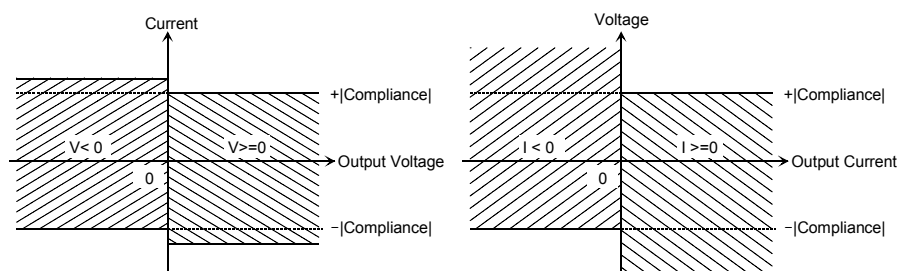 Current
+|Compliance|
V< 0
V>=0
Output Voltage
0
−|Compliance|
Voltage
+|Compliance|
I < 0
I >=0
Output Current
0
−|Compliance|